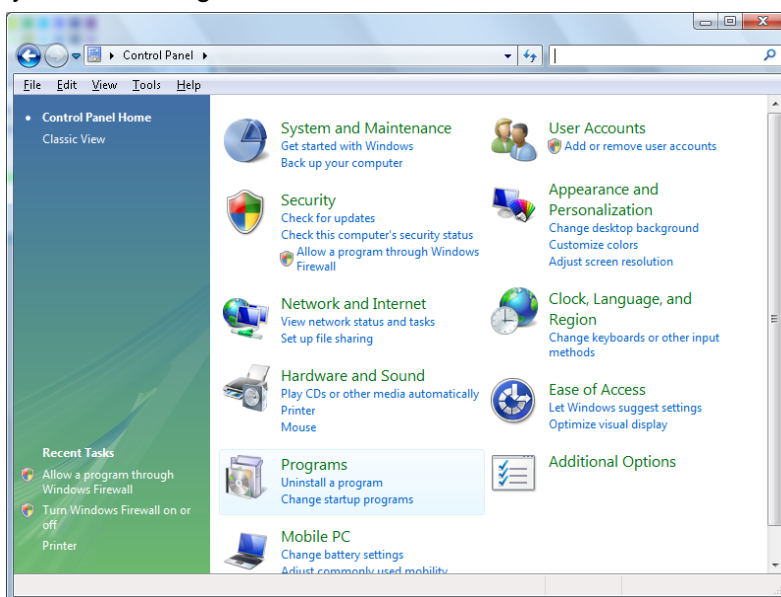 Control Panel
File Edit View Tools Help
Control Panel Home
Classic View
Recent Tasks
Allow a program through
Windows Firewall
Turn Windows Firewall on or
off
Printer
System and Maintenance
Get started with Windows
Back up your computer
Security
Check for updates
Check this computer's security status
Allow a program through Windows
Firewall
Network and Internet
View network status and tasks
Set up file sharing
Hardware and Sound
Play CDs or other media automatically
Printer
Mouse
Programs
Uninstall a program
Change startup programs
Mobile PC
Change battery settings
Adjust commonly used mobility
User Accounts
Add or remove user accounts
Appearance and
Personalization
Change desktop background
Customize colors
Adjust screen resolution
Clock, Language, and
Region
Change keyboards or other input
methods
Ease of Access
Let Windows suggest settings
Optimize visual display
Additional Options